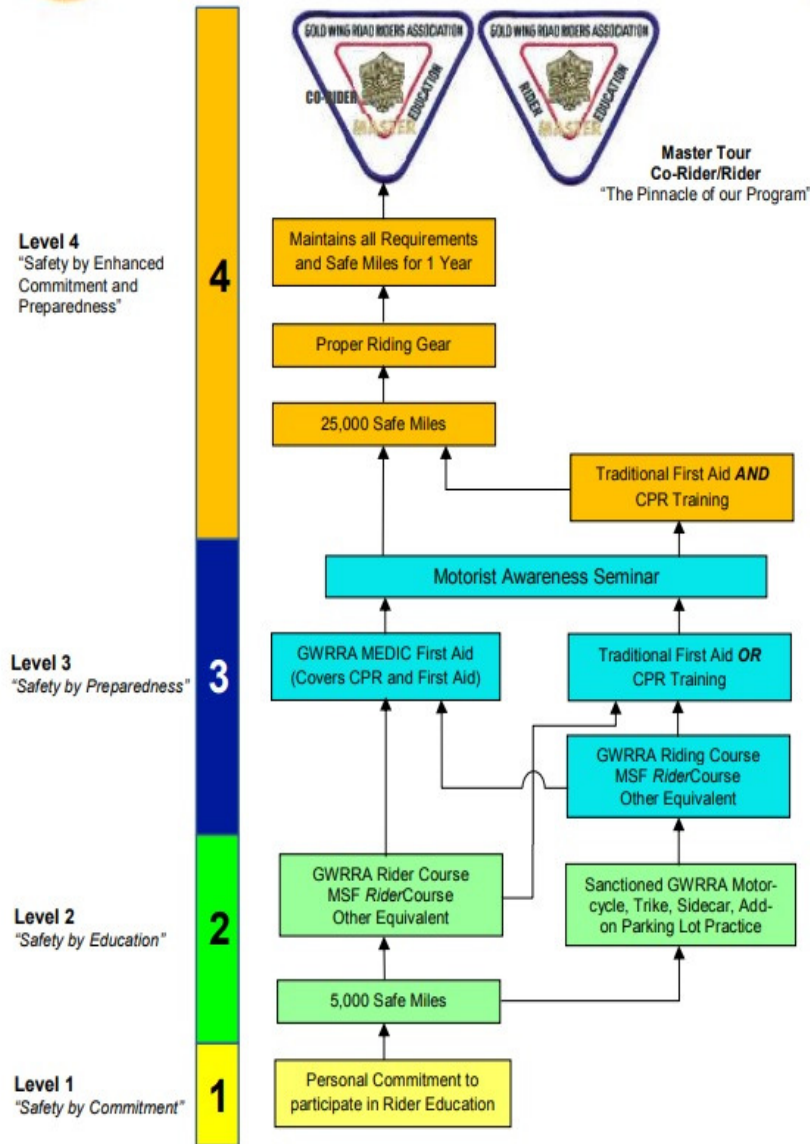 GOLD WING ROAD RIDERS ASSOCIATION
CO-RIDER
EDUCATION
MASTER
GOLD WING ROAD RIDERS ASSOCIATION
RIDER
EDUCATION
MASTER
Master Tour
Co-Rider/Rider
"The Pinnacle of our Program"
Level 4
"Safety by Enhanced
Commitment and
Preparedness"
4
Maintains all Requirements
and Safe Miles for 1 Year
Proper Riding Gear
25,000 Safe Miles
Traditional First Aid AND
CPR Training
Motorist Awareness Seminar
Level 3
"Safety by Preparedness"
3
GWRRA MEDIC First Aid
(Covers CPR and First Aid)
Traditional First Aid OR
CPR Training
GWRRA Riding Course
MSF RiderCourse
Other Equivalent
Level 2
"Safety by Education"
2
GWRRA Rider Course
MSF RiderCourse
Other Equivalent
Sanctioned GWRRA Motor-
cycle, Trike, Sidecar, Add-
on Parking Lot Practice
5,000 Safe Miles
Level 1
"Safety by Commitment"
1
Personal Commitment to
participate in Rider Education